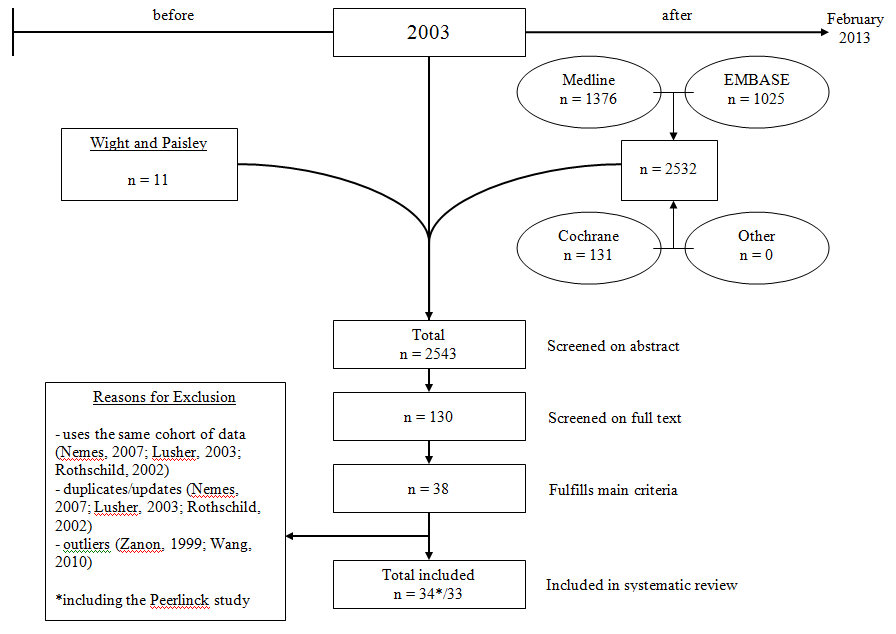 before
2003
after
February
2013
Medline
n = 1376
EMBASE
n = 1025
Wight and Paisley
n = 11
n = 2532
Cochrane
n = 131
Other
n = 0
Total
n = 2543
Screened on abstract
n = 130
Screened on full text
n = 38
Fulfills main criteria
Reasons for Exclusion
- uses the same cohort of data
(Nemes, 2007; Lusher, 2003;
Rothschild, 2002)
- duplicates/updates (Nemes,
2007; Lusher, 2003; Rothschild,
2002)
- outliers (Zanon, 1999; Wang,
2010)
*including the Peerlinck study
Total included
n = 34*/33
Included in systematic review